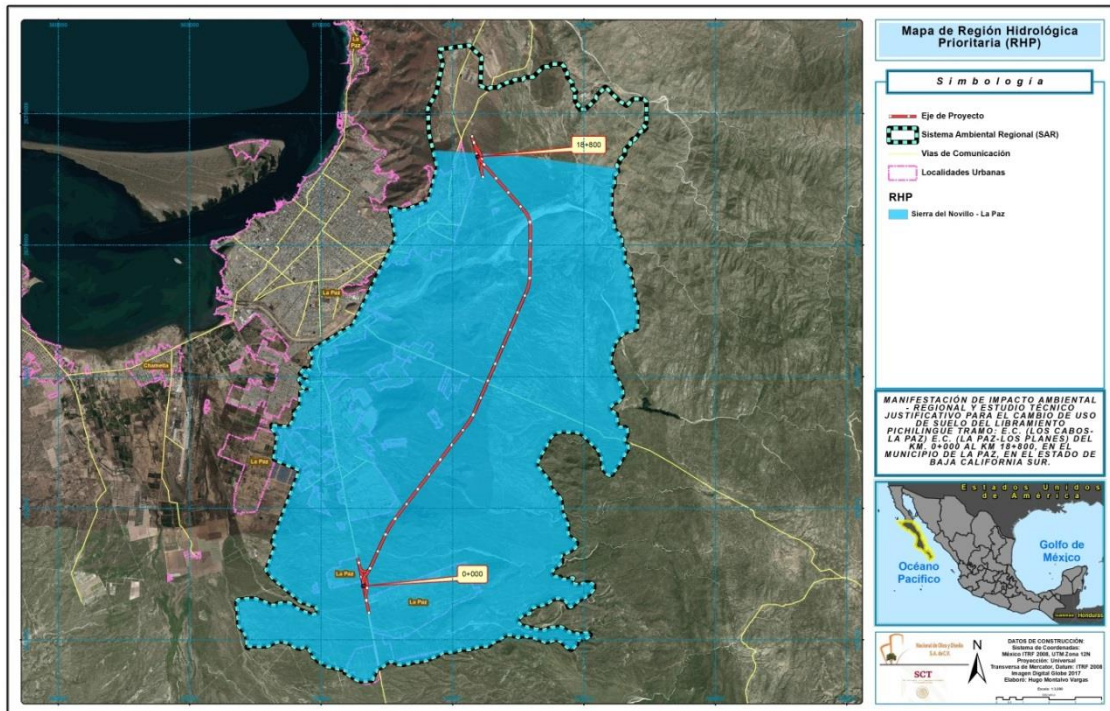 Mapa de Región Hidrológica
Prioritaria (RHP)
Simbología
Eje de Proyecto
Sistema Ambiental Regional (SAR)
Vías de Comunicación
Localidades Urbanas
RHP
Sierra del Novillo - La Paz
La
Paz
18+800
La Paz
Chametla
La Paz
La Paz
0+000
La Paz
MANIFESTACIÓN DE IMPACTO AMBIENTAL
- REGIONAL Y ESTUDIO TÉCNICO
JUSTIFICATIVO PARA EL CAMBIO DE USO
DE SUELO DEL LIBRAMIENTO
PICHILINGUE TRAMO: E.C. (LOS CABOS-
LA PAZ) E.C. (LA PAZ-LOS PLANES) DEL
KM. 0+000 AL KM 18+800, EN EL
MUNICIPIO DE LA PAZ, EN EL ESTADO DE
BAJA CALIFORNIA SUR.
Estados Unidos
de América
Golfo de
México
Océano
Pacífico
Honduras
S.A. de C.V.
SCT
N
DATOS DE CONSTRUCCIÓN:
Sistema de Coordenadas:
México ITRF 2008, UTM Zona 12N
Proyección: Universal
Transversa de Mercator, Datum: ITRF 2008
Imagen Digital Globe 2017
Elaboró: Hugo Montalvo Vargas